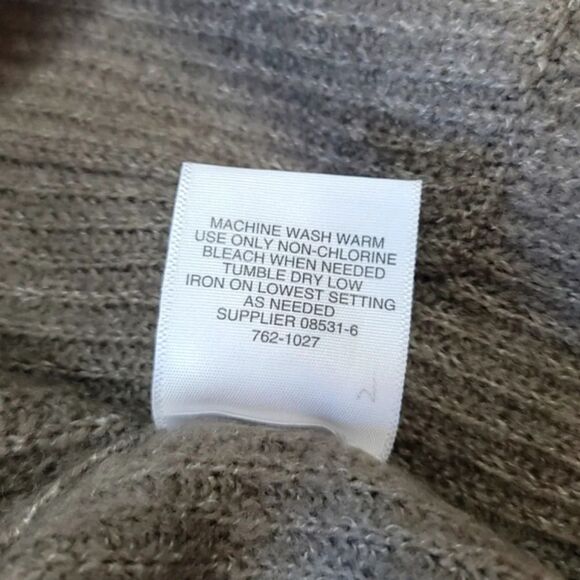 MACHINE WASH WARM
USE ONLY NON-CHLORINE
BLEACH WHEN NEEDED
TUMBLE DRY LOW
IRON ON LOWEST SETTING
AS NEEDED
SUPPLIER 08531-6
762-1027